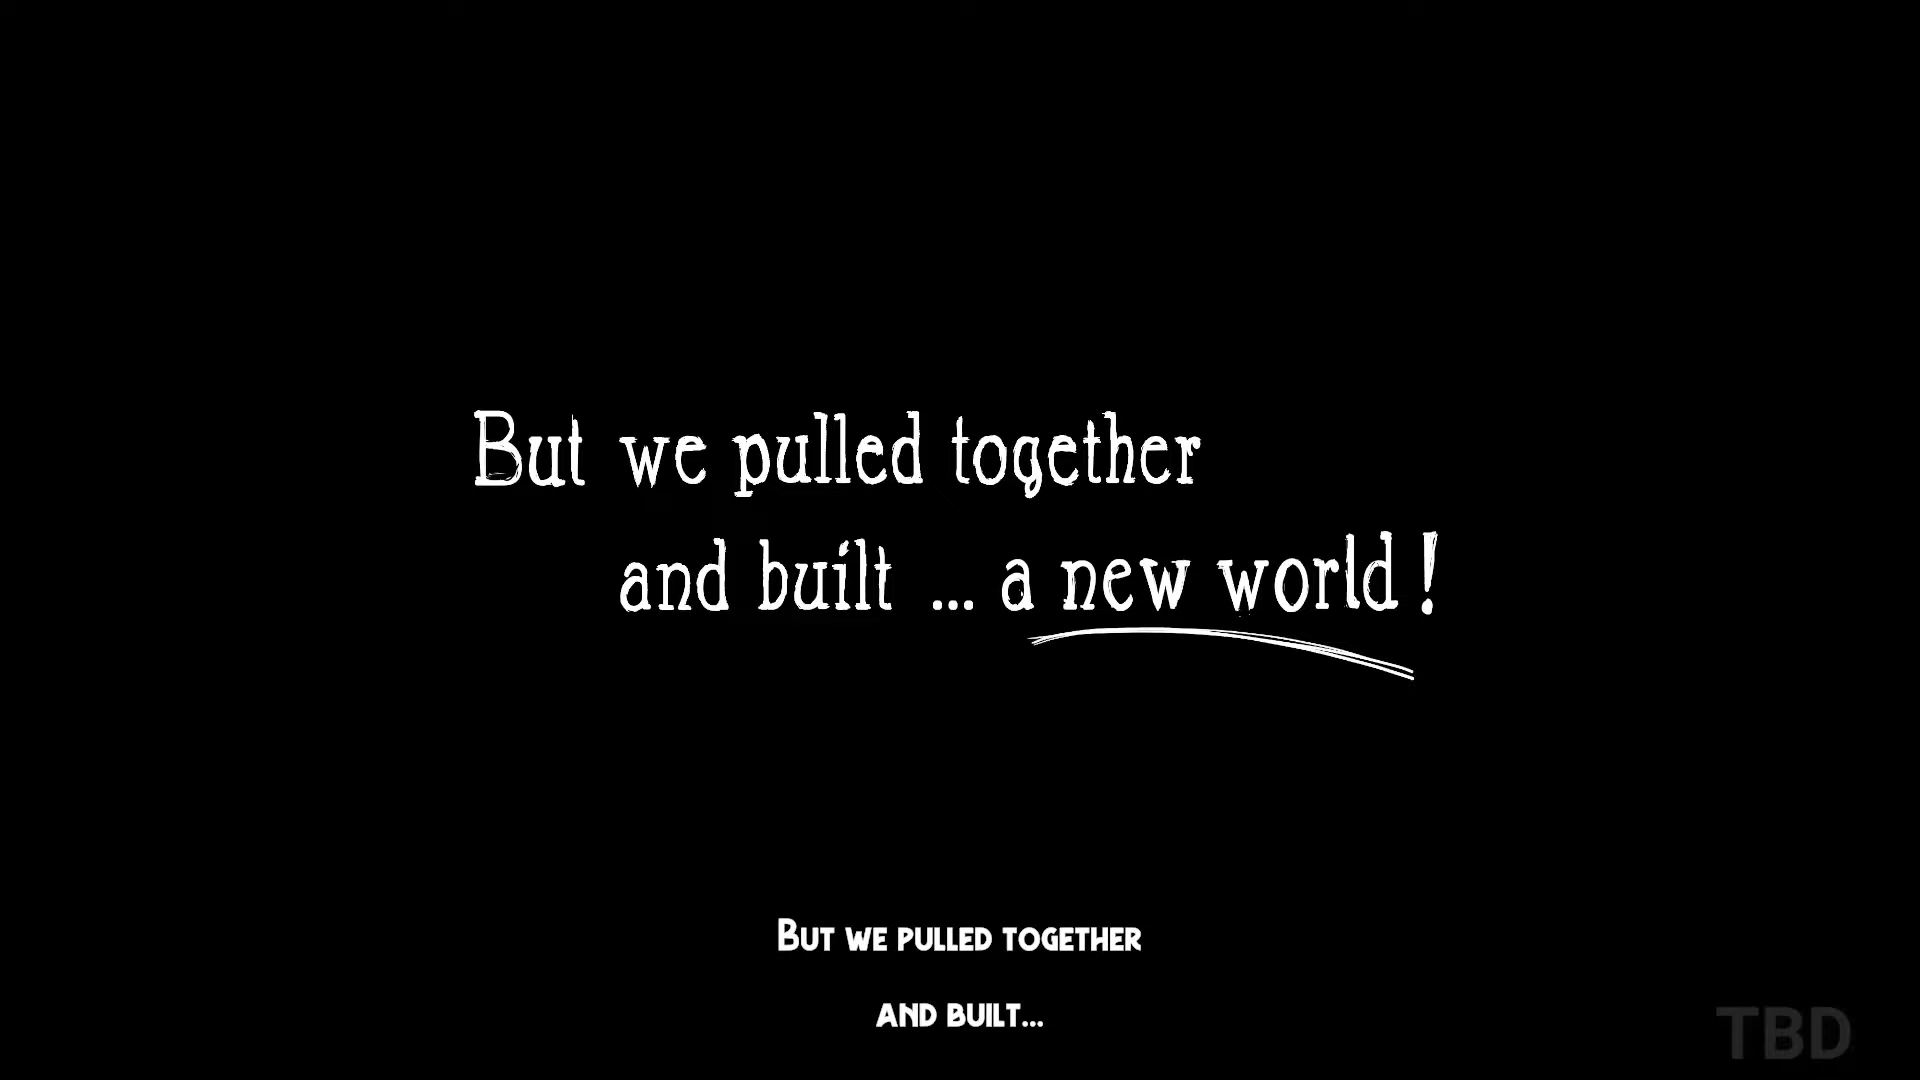 But we pulled together
and built ... a new world!
But we pulled together
and built...
TBD